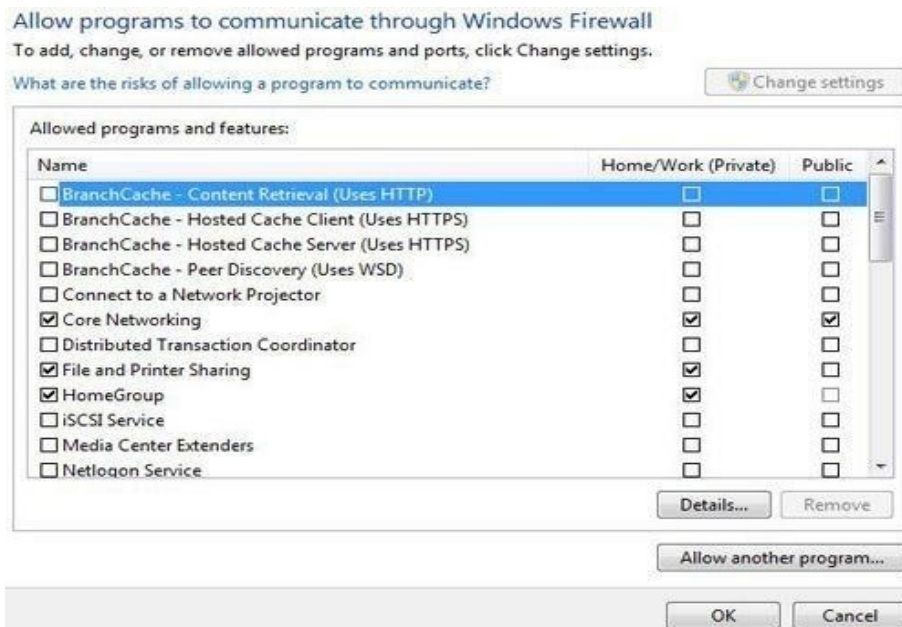 Allow programs to communicate through Windows Firewall
To add, change, or remove allowed programs and ports, click Change settings.
What are the risks of allowing a program to communicate?
Change settings
Allowed programs and features:
Name Home/Work (Private) Public
BranchCache - Content Retrieval (Uses HTTP)
BranchCache - Hosted Cache Client (Uses HTTPS)
BranchCache - Hosted Cache Server (Uses HTTPS)
BranchCache - Peer Discovery (Uses WSD)
Connect to a Network Projector
Core Networking
Distributed Transaction Coordinator
File and Printer Sharing
HomeGroup
iSCSI Service
Media Center Extenders
Netlogon Service
Details... Remove
Allow another program...
OK Cancel